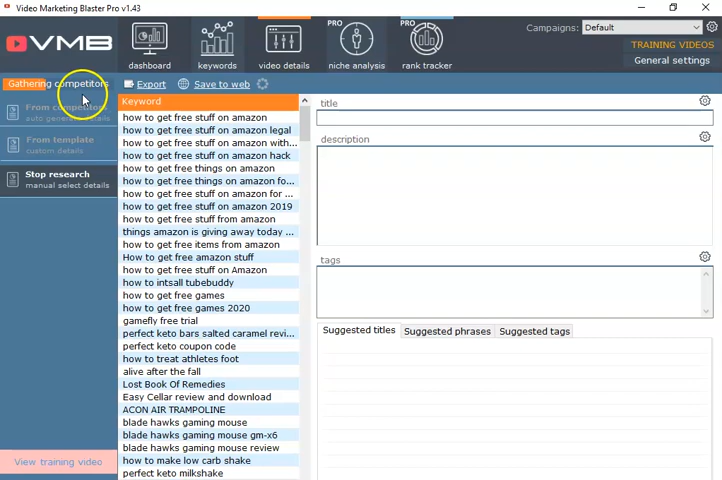 Video Marketing Blaster Pro v1.43
VMB
dashboard
keywords
video details
PRO
niche analysis
PRO
rank tracker
Campaigns: Default
TRAINING VIDEOS
General settings
Gathering competitors
Export
Save to web
From competitors
auto generate details
From template
custom details
Stop research
manual select details
View training video
Keyword
how to get free stuff on amazon
how to get free stuff on amazon legal
how to get free stuff on amazon with...
how to get free stuff on amazon hack
how to get free things on amazon
how to get free things on amazon fo...
how to get free stuff on amazon for ...
how to get free stuff on amazon 2019
how to get free stuff from amazon
things amazon is giving away today ...
how to get free items from amazon
How to get free amazon stuff
how to get free stuff on Amazon
how to intsall tubebuddy
how to get free games
how to get free games 2020
gamefly free trial
perfect keto bars salted caramel revi...
perfect keto coupon code
how to treat athletes foot
alive after the fall
Lost Book Of Remedies
Easy Cellar review and download
ACON AIR TRAMPOLINE
blade hawks gaming mouse
blade hawks gaming mouse gm-x6
blade hawks gaming mouse review
how to make low carb shake
perfect keto milkshake
title
description
tags
Suggested titles
Suggested phrases
Suggested tags